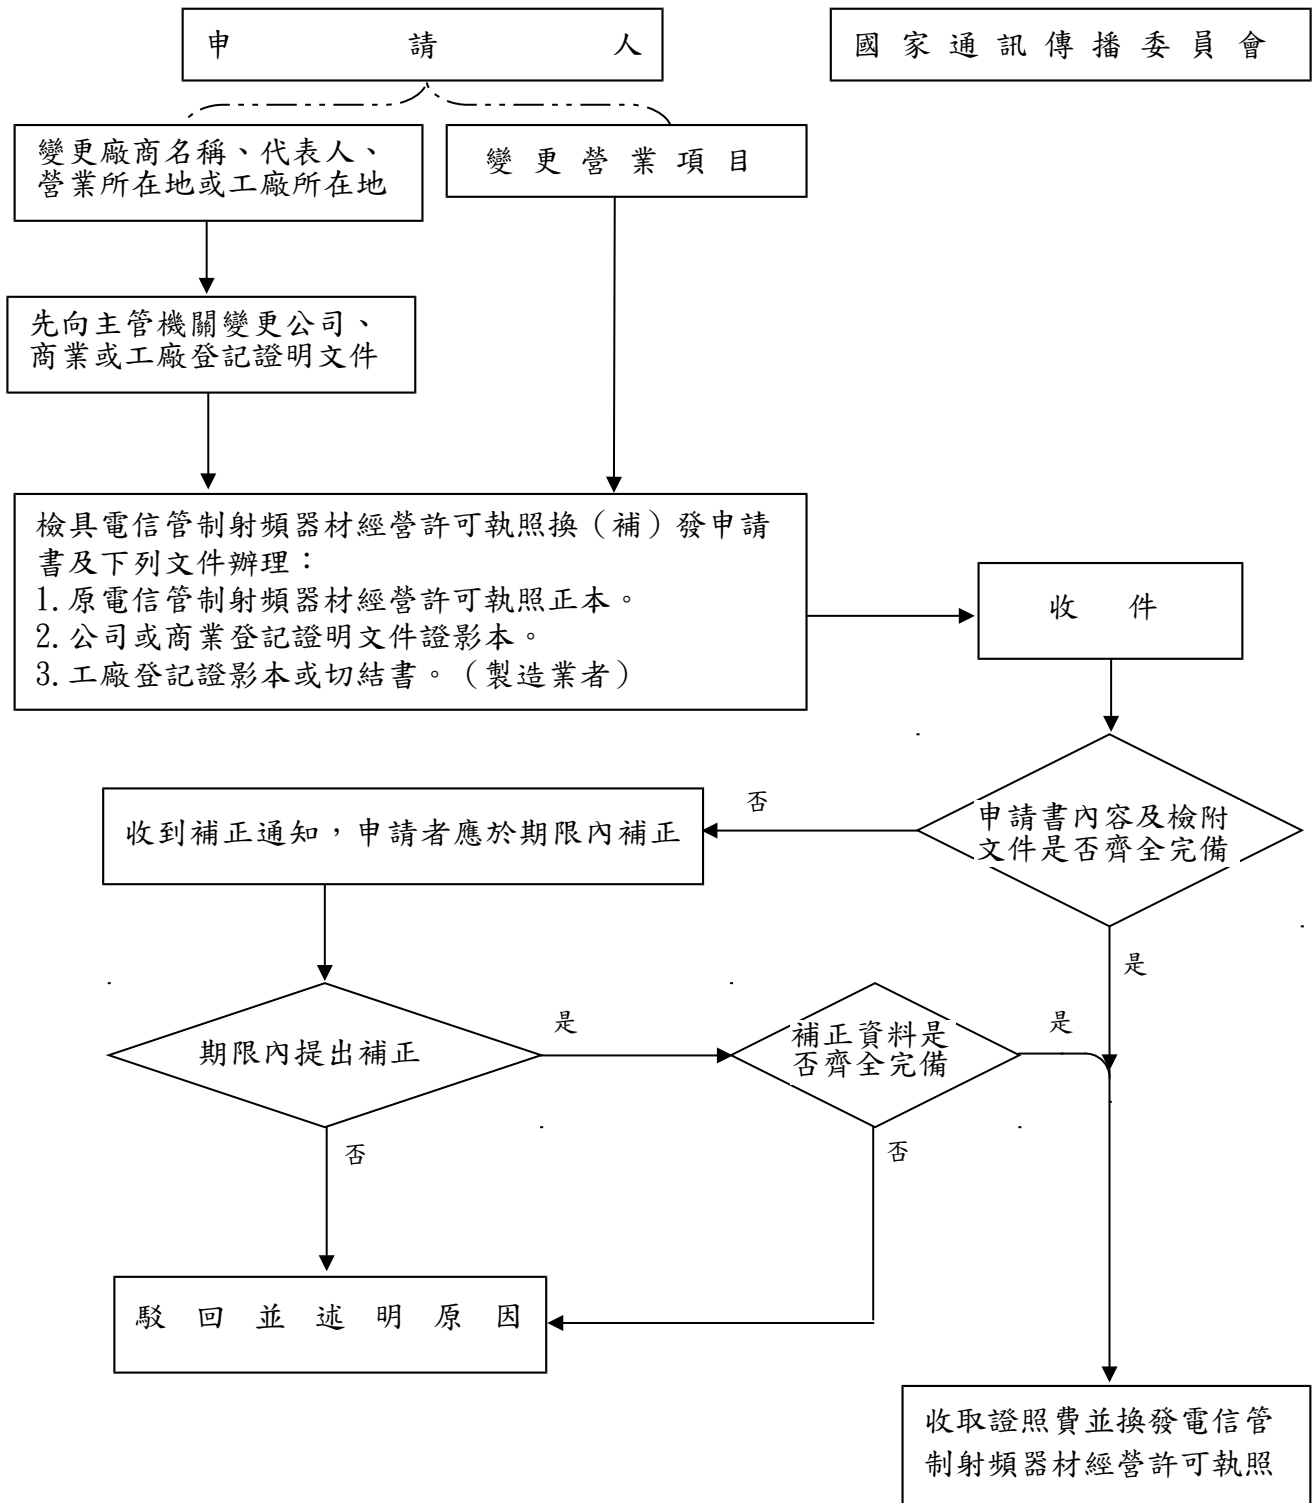 申請人
國家通訊傳播委員會
變更廠商名稱、代表人、
營業所在地或工廠所在地
變更營業項目
先向主管機關變更公司、
商業或工廠登記證明文件
檢具電信管制射頻器材經營許可執照換（補）發申請
書及下列文件辦理：
1.原電信管制射頻器材經營許可執照正本。
2.公司或商業登記證明文件證影本。
3.工廠登記證影本或切結書。（製造業者）
收件
申請書內容及檢附
文件是否齊全完備
否
收到補正通知，申請者應於期限內補正
是
期限內提出補正
是
補正資料是
否齊全完備
是
否
否
駁回並述明原因
收取證照費並換發電信管
制射頻器材經營許可執照